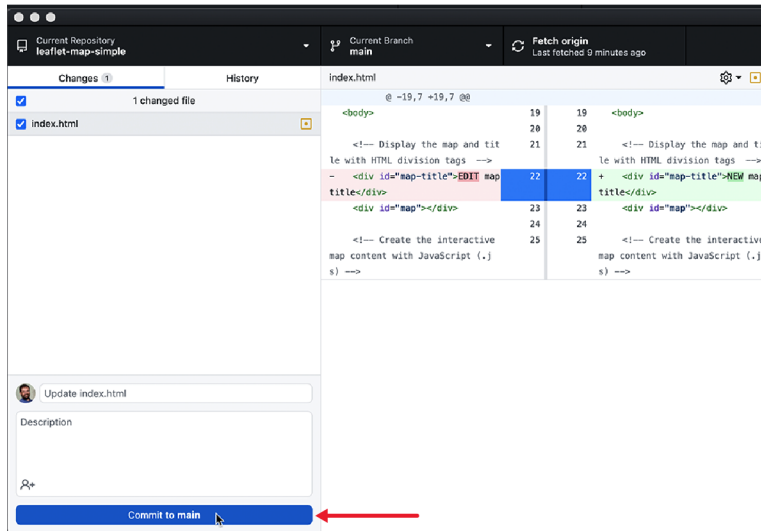 Current Repository
leaflet-map-simple
Current Branch
main
Fetch origin
Last fetched 9 minutes ago
Changes 1
History
index.html
1 changed file
index.html
@ -19,7 +19,7 @@
<body> 19
20
<!-- Display the map and tit 21
le with HTML division tags -->
- <div id="map-title">EDIT map 22
title</div>
<div id="map"></div> 23
24
<!-- Create the interactive 25
map content with JavaScript (.j
s) -->
19 <body>
20
21 <!-- Display the map and ti
le with HTML division tags -->
22 + <div id="map-title">NEW map
title</div>
23 <div id="map"></div>
24
25 <!-- Create the interactive
map content with JavaScript (.j
s) -->
Update index.html
Description
Commit to main